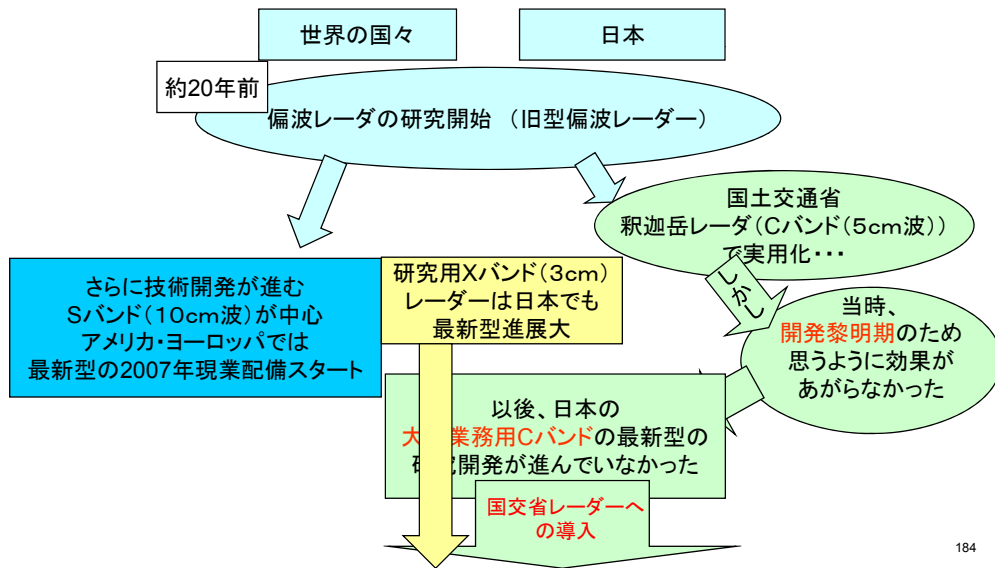 世界の国々
日本
約20年前
偏波レーダの研究開始 (旧型偏波レーダー)
国土交通省
釈迦岳レーダ(Cバンド(5cm波))
で実用化・・・
しかし
さらに技術開発が進む
Sバンド(10cm波)が中心
アメリカ・ヨーロッパでは
最新型の2007年現業配備スタート
研究用Xバンド(3cm)
レーダーは日本でも
最新型進展大
当時、
開発黎明期のため
思うように効果が
あがらなかった
以後、日本の
大 業務用Cバンドの最新型の
研究開発が進んでいなかった
国交省レーダーへ
の導入
184